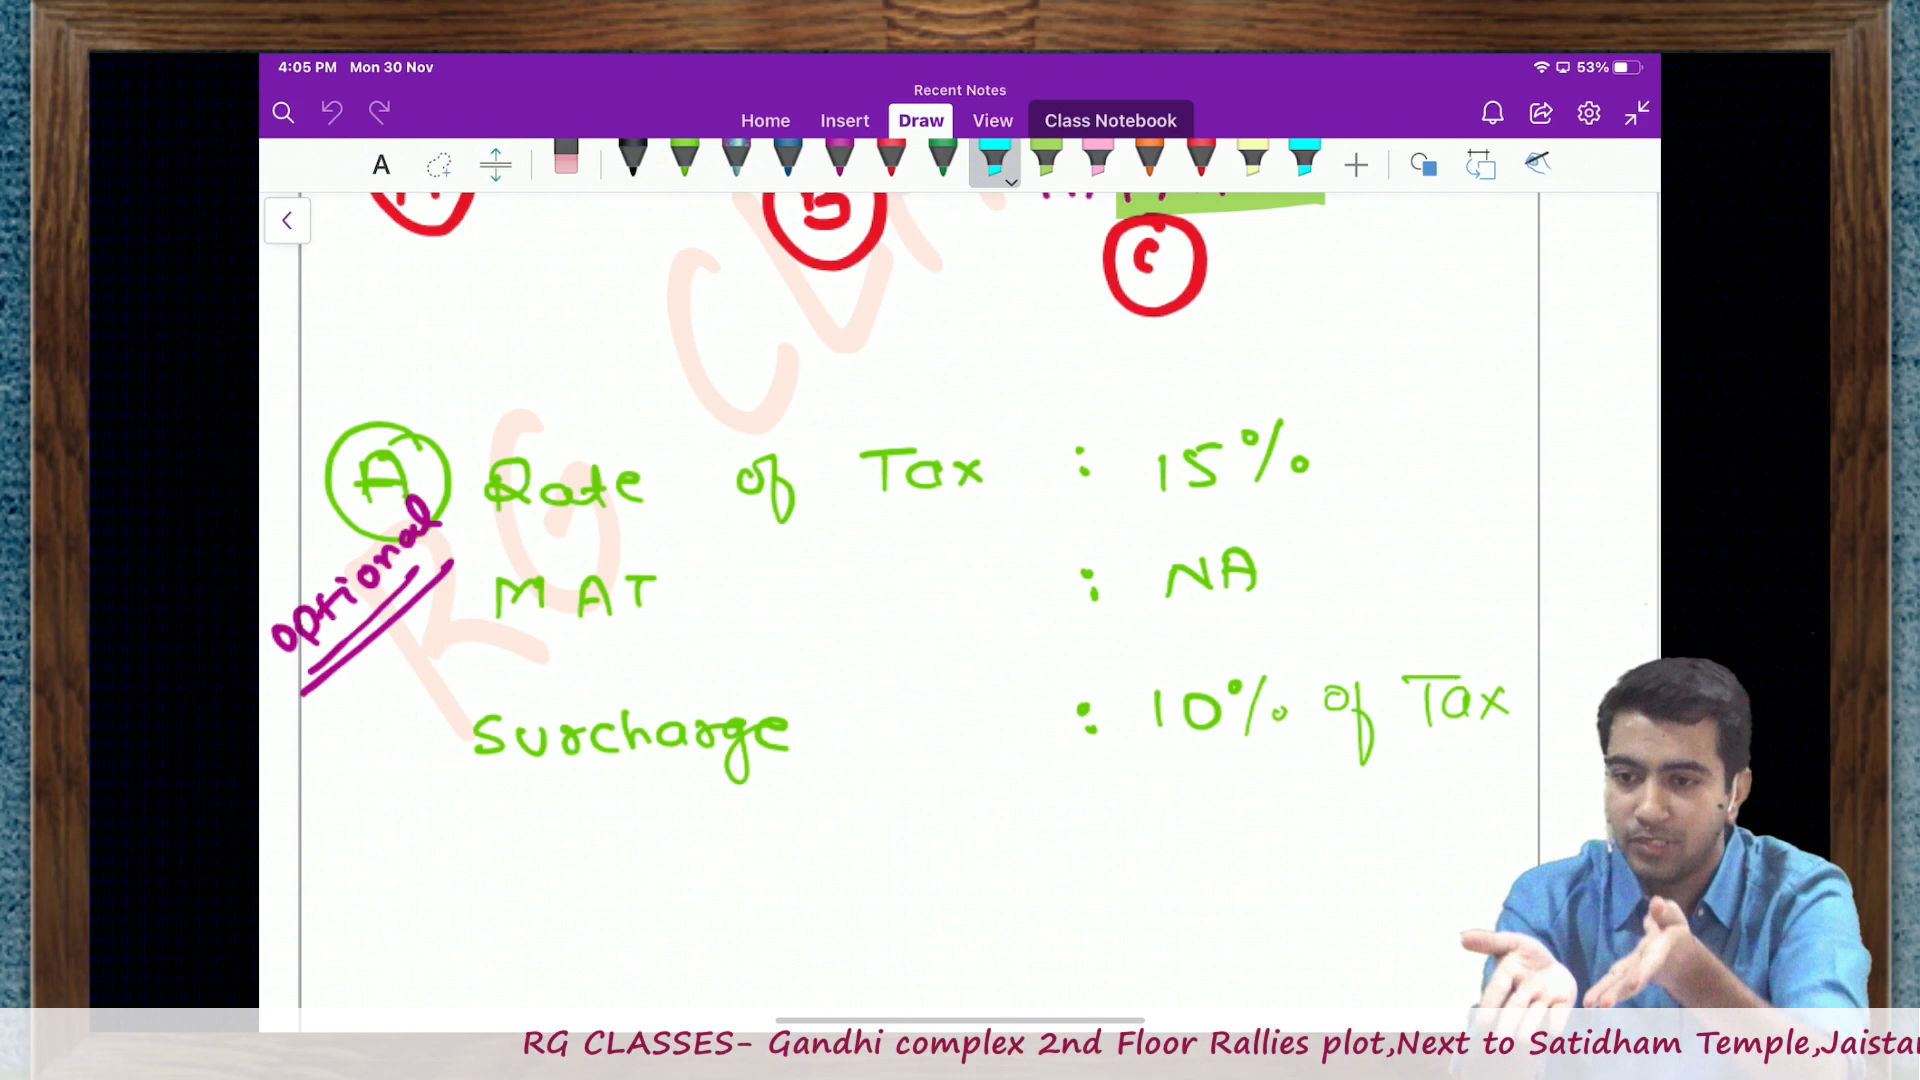 4:05 PM Mon 30 Nov
53%
Recent Notes
Home Insert Draw View Class Notebook
A
B
C
RG
A Rate of Tax : 15%
optional
MAT : NA
Surcharge : 10% of Tax
RG CLASSES- Gandhi complex 2nd Floor Rallies plot,Next to Satidham Temple,Jaista